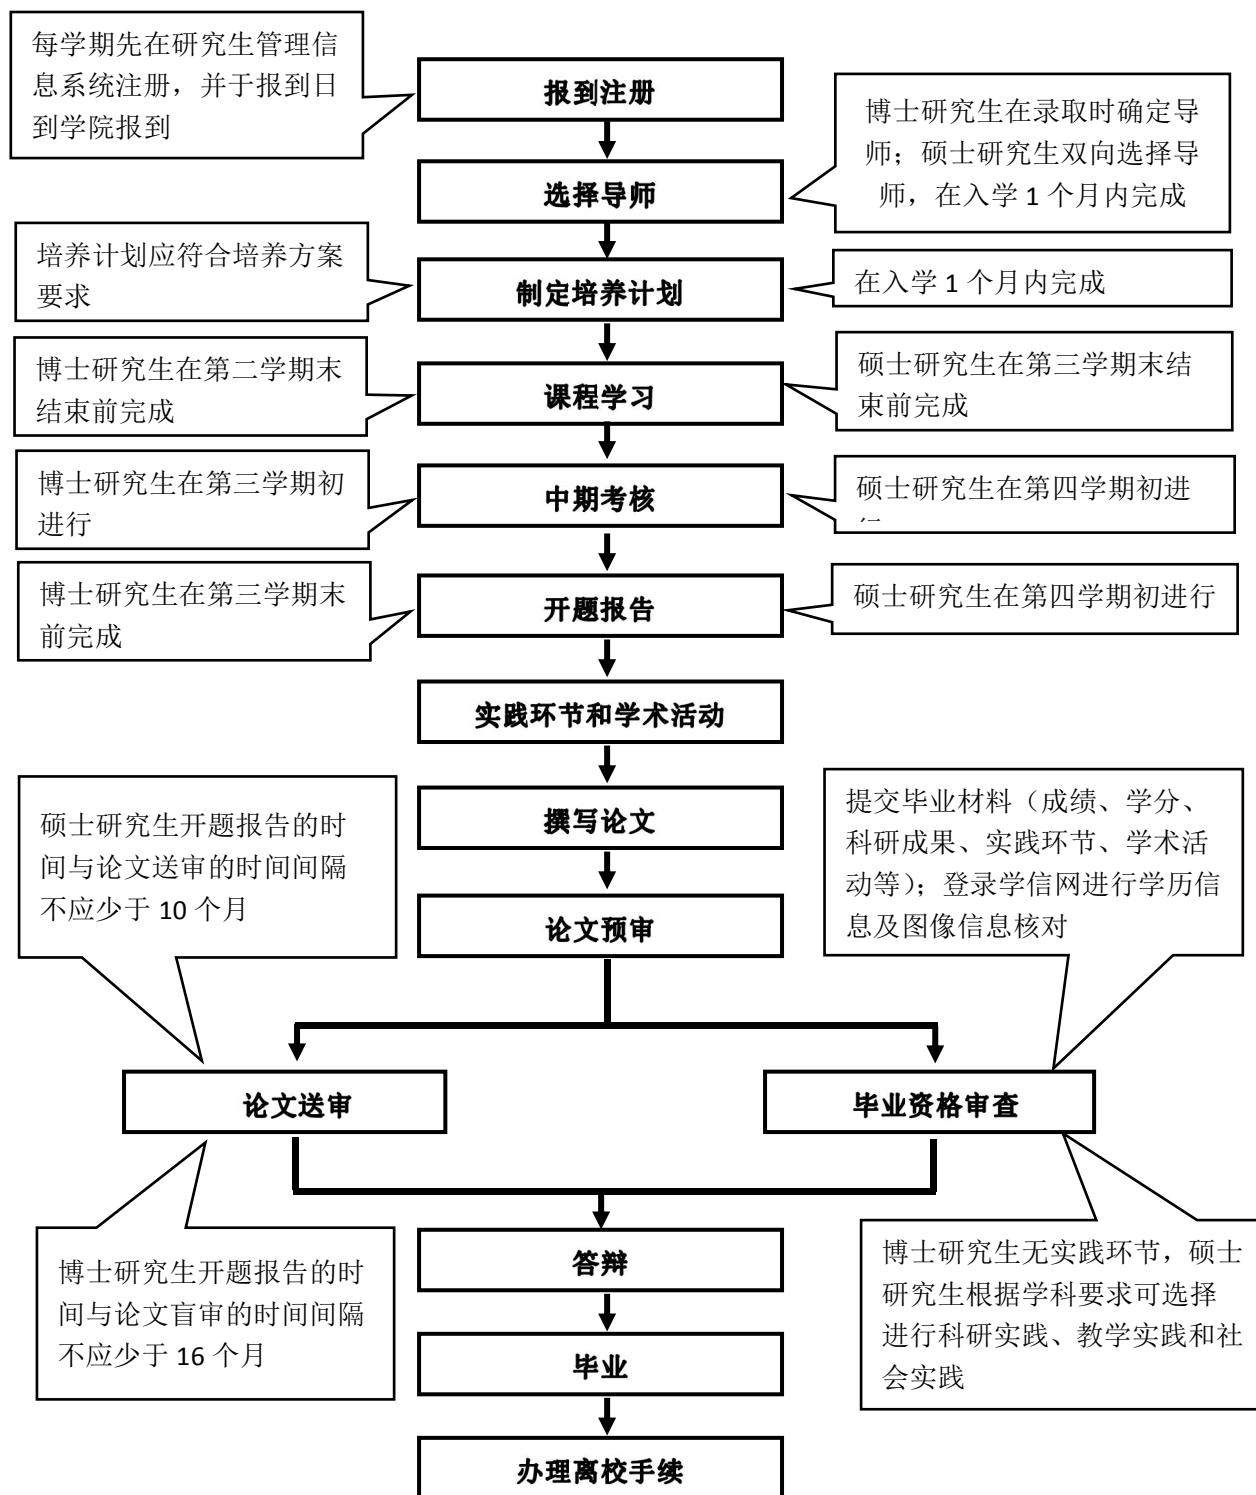 每学期先在研究生管理信
息系统注册，并于报到日
到学院报到
报到注册
博士研究生在录取时确定导
师；硕士研究生双向选择导
师，在入学 1 个月内完成
选择导师
培养计划应符合培养方案
要求
制定培养计划
在入学 1 个月内完成
博士研究生在第二学期末
结束前完成
课程学习
硕士研究生在第三学期末结
束前完成
博士研究生在第三学期初
进行
中期考核
硕士研究生在第四学期初进
博士研究生在第三学期末
前完成
开题报告
硕士研究生在第四学期初进行
实践环节和学术活动
撰写论文
硕士研究生开题报告的时
间与论文送审的时间间隔
不应少于 10 个月
提交毕业材料（成绩、学分、
科研成果、实践环节、学术活
动等）；登录学信网进行学历信
息及图像信息核对
论文预审
论文送审
毕业资格审查
答辩
博士研究生开题报告的时
间与论文盲审的时间间隔
不应少于 16 个月
博士研究生无实践环节，硕士
研究生根据学科要求可选择
进行科研实践、教学实践和社
会实践
毕业
办理离校手续